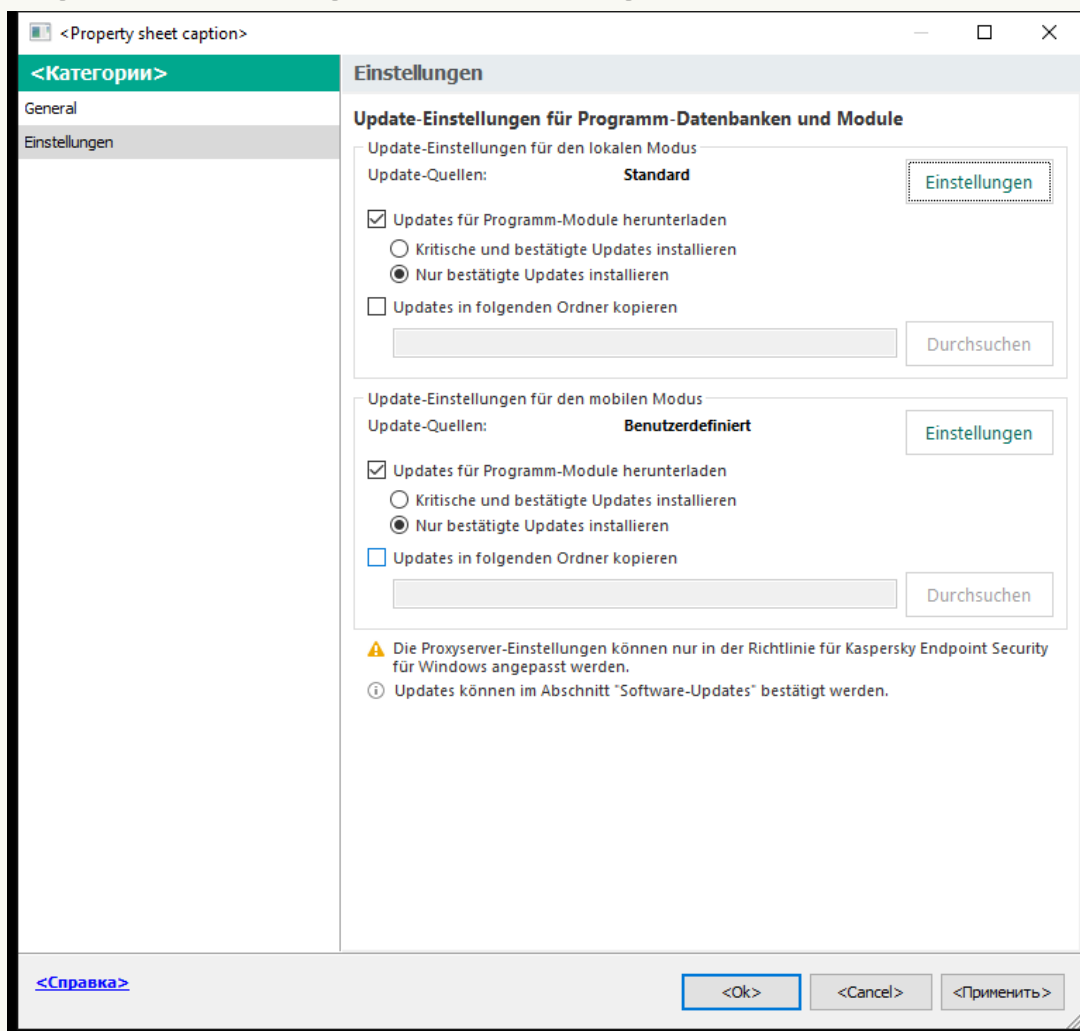 <Property sheet caption>
<Категории>
General
Einstellungen
Einstellungen
Update-Einstellungen für Programm-Datenbanken und Module
Update-Einstellungen für den lokalen Modus
Update-Quellen: Standard
Einstellungen
Updates für Programm-Module herunterladen
Kritische und bestätigte Updates installieren
Nur bestätigte Updates installieren
Updates in folgenden Ordner kopieren
Durchsuchen
Update-Einstellungen für den mobilen Modus
Update-Quellen: Benutzerdefiniert
Einstellungen
Updates für Programm-Module herunterladen
Kritische und bestätigte Updates installieren
Nur bestätigte Updates installieren
Updates in folgenden Ordner kopieren
Durchsuchen
Die Proxyserver-Einstellungen können nur in der Richtlinie für Kaspersky Endpoint Security
für Windows angepasst werden.
Updates können im Abschnitt "Software-Updates" bestätigt werden.
<Справка>
<Ok> <Cancel> <Применить>